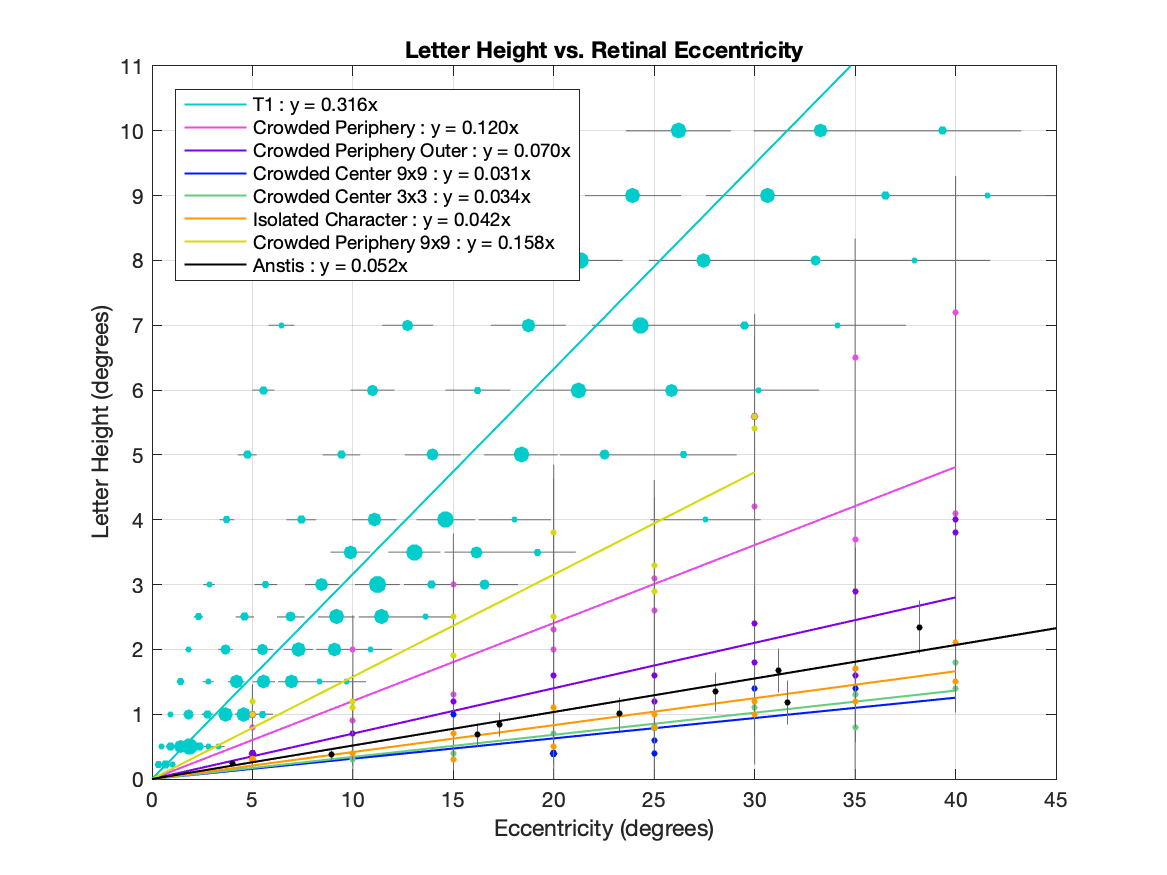 Letter Height vs. Retinal Eccentricity
11
10
9
8
7
6
5
4
3
2
1
0
Letter Height (degrees)
T1 : y = 0.316x
Crowded Periphery : y = 0.120x
Crowded Periphery Outer : y = 0.070x
Crowded Center 9x9 : y = 0.031x
Crowded Center 3x3 : y = 0.034x
Isolated Character : y = 0.042x
Crowded Periphery 9x9 : y = 0.158x
Anstis : y = 0.052x
0 5 10 15 20 25 30 35 40 45
Eccentricity (degrees)